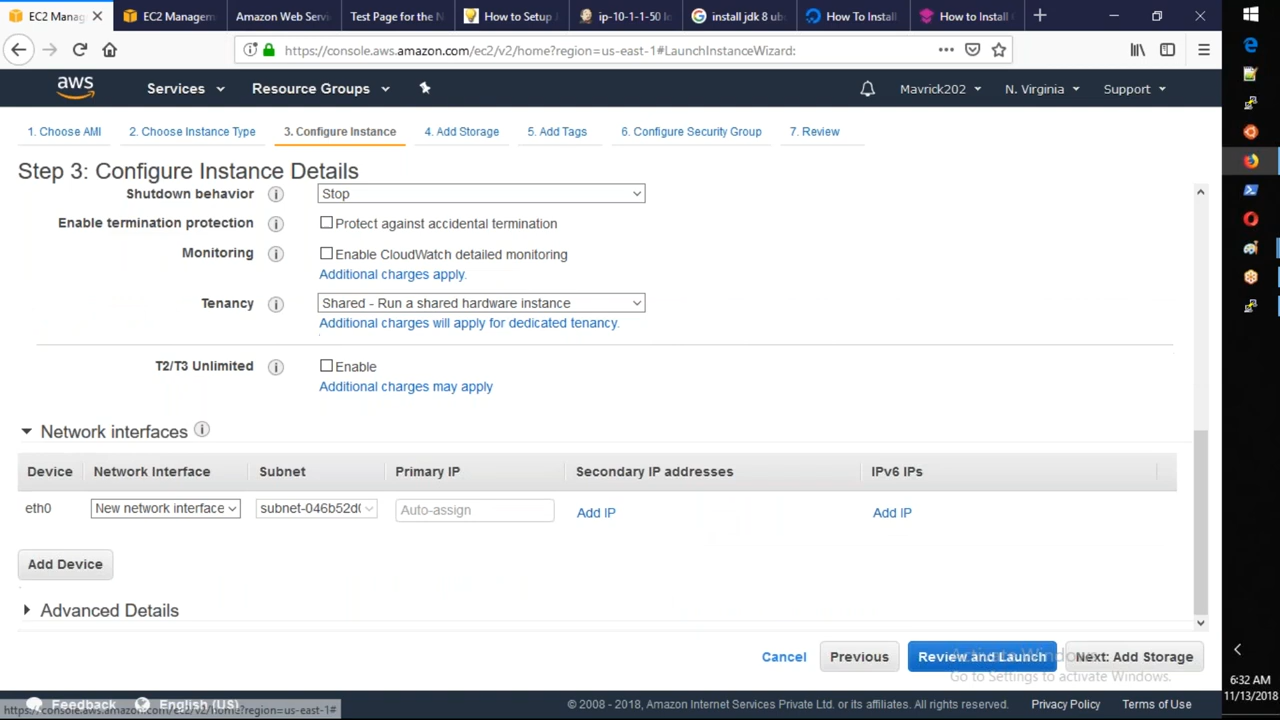 EC2 Manag
EC2 Managem
Amazon Web Servi
Test Page for the N
How to Setup J
ip-10-1-1-50 lo
install jdk 8 ub
How To Install
How to Install
https://console.aws.amazon.com/ec2/v2/home?region=us-east-1#LaunchInstanceWizard:
aws
Services
Resource Groups
Mavrick202
N. Virginia
Support
1. Choose AMI
2. Choose Instance Type
3. Configure Instance
4. Add Storage
5. Add Tags
6. Configure Security Group
7. Review
Step 3: Configure Instance Details
Shutdown behavior
Stop
Enable termination protection
Protect against accidental termination
Monitoring
Enable CloudWatch detailed monitoring
Additional charges apply.
Tenancy
Shared - Run a shared hardware instance
Additional charges will apply for dedicated tenancy.
T2/T3 Unlimited
Enable
Additional charges may apply
Network interfaces
Device
Network Interface
Subnet
Primary IP
Secondary IP addresses
IPv6 IPs
eth0
New network interface
subnet-046b52d0
Auto-assign
Add IP
Add IP
Add Device
Advanced Details
Cancel
Previous
Review and Launch
Next: Add Storage
Activate Windows
Go to Settings to activate Windows.
Feedback
English (US)
https://console.aws.amazon.com/ec2/v2/home?region=us-east-1#
© 2008 - 2018, Amazon Internet Services Private Ltd. or its affiliates. All rights reserved.
Privacy Policy
Terms of Use
6:32 AM
11/13/2018